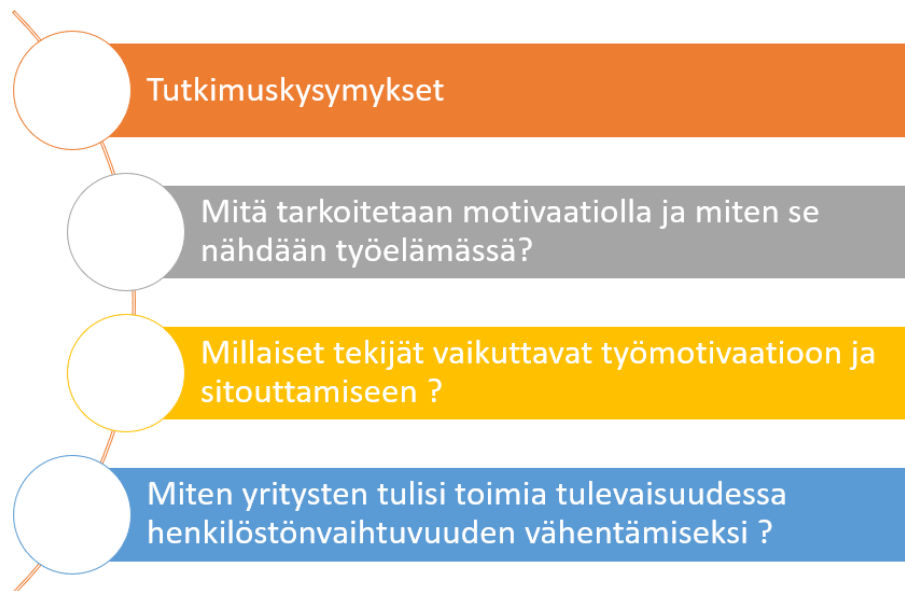 Tutkimuskysymykset
Mitä tarkoitetaan motivaatiolla ja miten se
nähdään työelämässä?
Millaiset tekijät vaikuttavat työmotivaatioon ja
sitouttamiseen ?
Miten yritysten tulisi toimia tulevaisuudessa
henkilöstönvaihtuvuuden vähentämiseksi ?